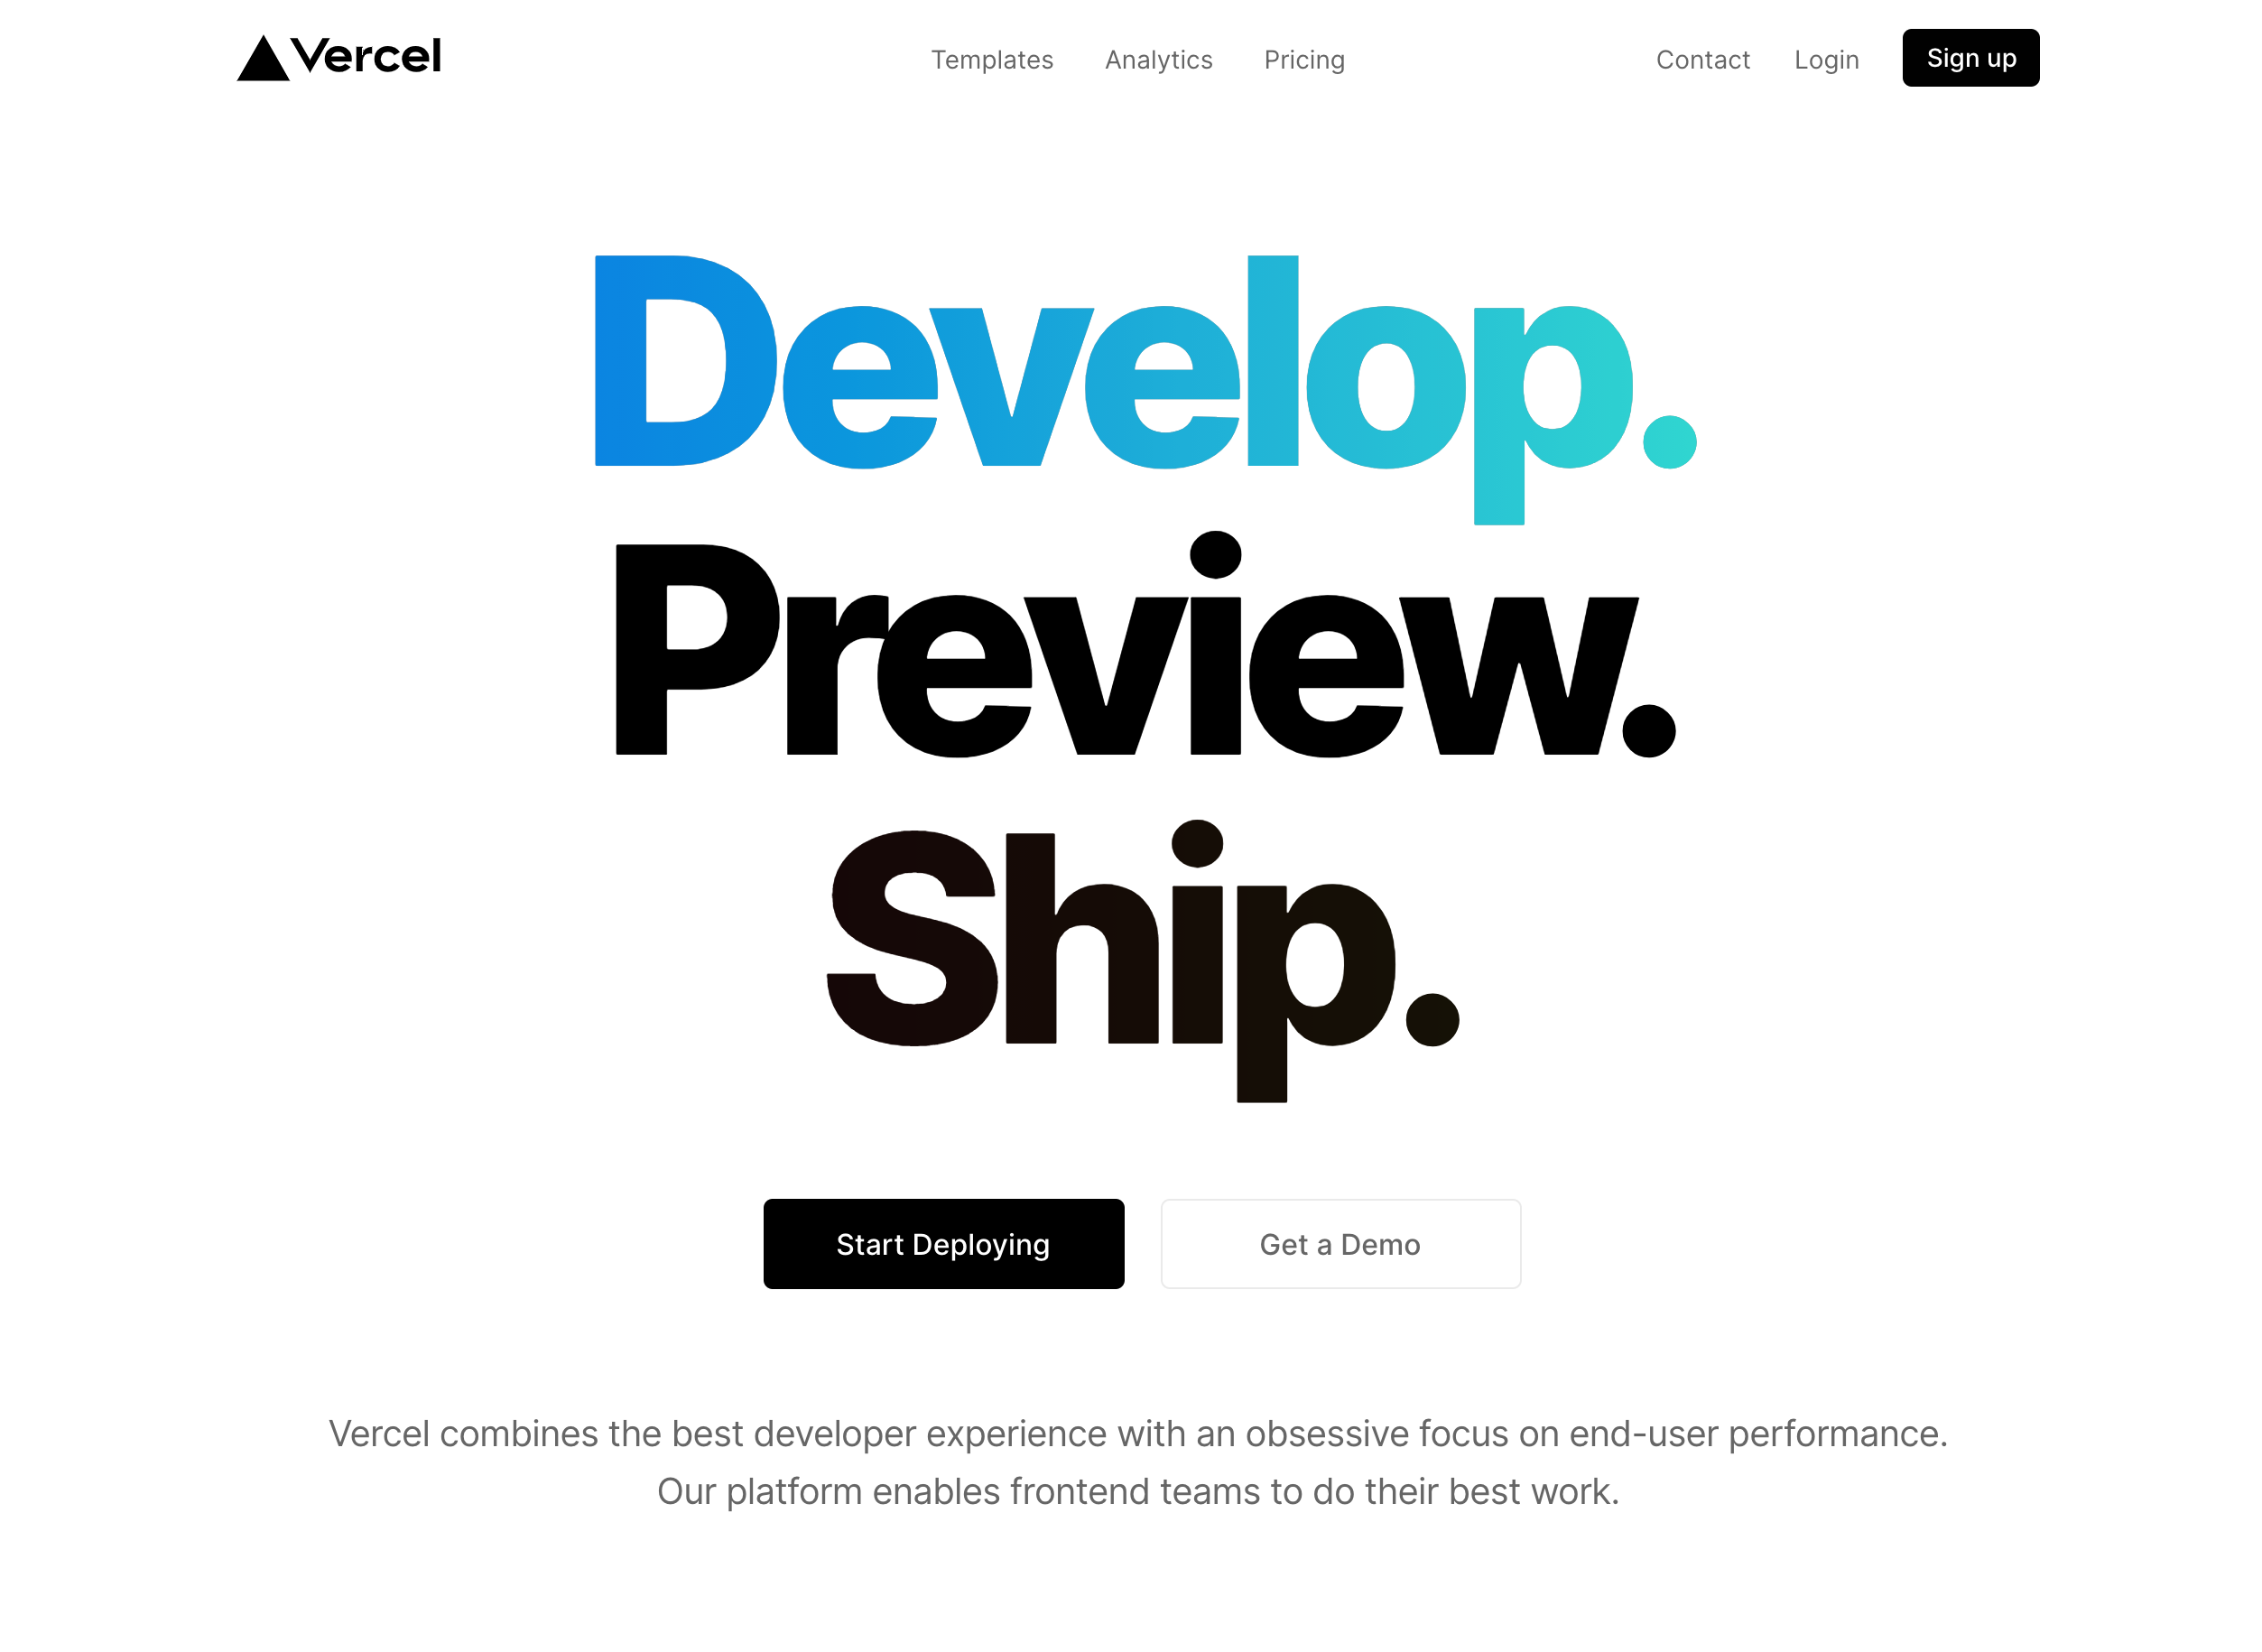 Vercel
Templates Analytics Pricing
Contact Login Sign up
Develop.
Preview.
Ship.
Start Deploying
Get a Demo
Vercel combines the best developer experience with an obsessive focus on end-user performance.
Our platform enables frontend teams to do their best work.